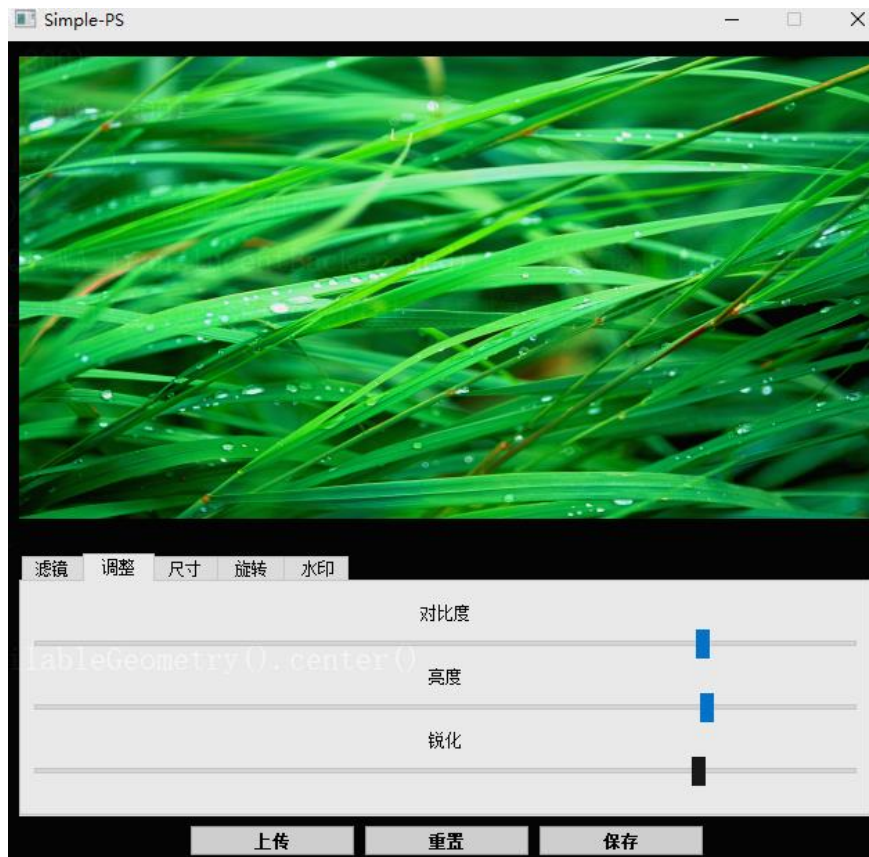 Simple-PS
滤镜 调整 尺寸 旋转 水印
对比度
ilableGeometry().center()
亮度
锐化
上传 重置 保存